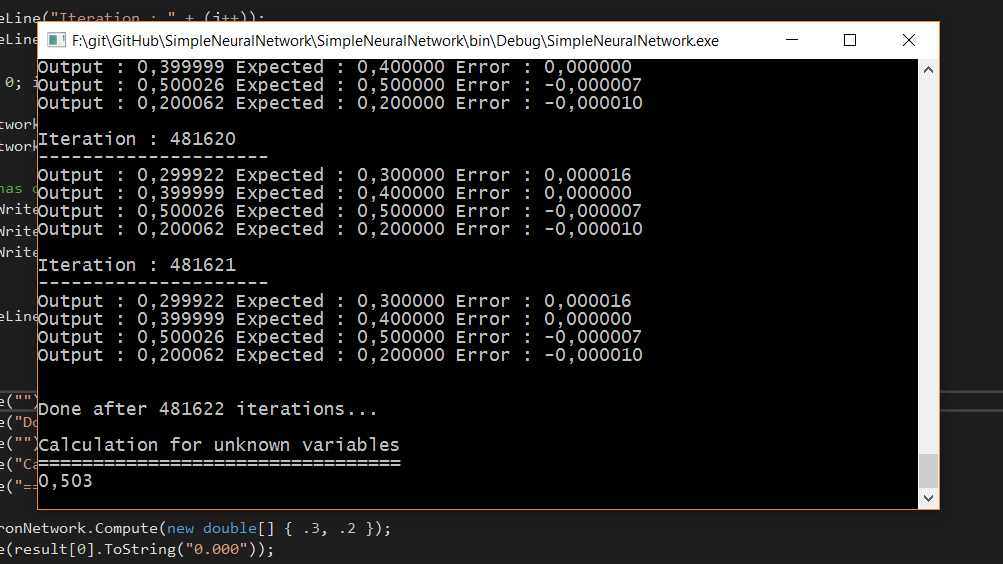 eLine("Iteration : " + (i++));
F:\git\GitHub\SimpleNeuralNetwork\SimpleNeuralNetwork\bin\Debug\SimpleNeuralNetwork.exe
eLine
Output : 0,399999 Expected : 0,400000 Error : 0,000000
0; i
Output : 0,500026 Expected : 0,500000 Error : -0,000007
Output : 0,200062 Expected : 0,200000 Error : -0,000010
twork
Iteration : 481620
twork
---------------------
Output : 0,299922 Expected : 0,300000 Error : 0,000016
has
Output : 0,399999 Expected : 0,400000 Error : 0,000000
Write
Output : 0,500026 Expected : 0,500000 Error : -0,000007
Write
Output : 0,200062 Expected : 0,200000 Error : -0,000010
Write
Iteration : 481621
---------------------
Output : 0,299922 Expected : 0,300000 Error : 0,000016
eLine
Output : 0,399999 Expected : 0,400000 Error : 0,000000
Output : 0,500026 Expected : 0,500000 Error : -0,000007
Output : 0,200062 Expected : 0,200000 Error : -0,000010
e("")
Done after 481622 iterations...
e("Do
e("")
Calculation for unknown variables
e("Ca
=================================
e("==
0,503
ronNetwork.Compute(new double[] { .3, .2 });
e(result[0].ToString("0.000"));